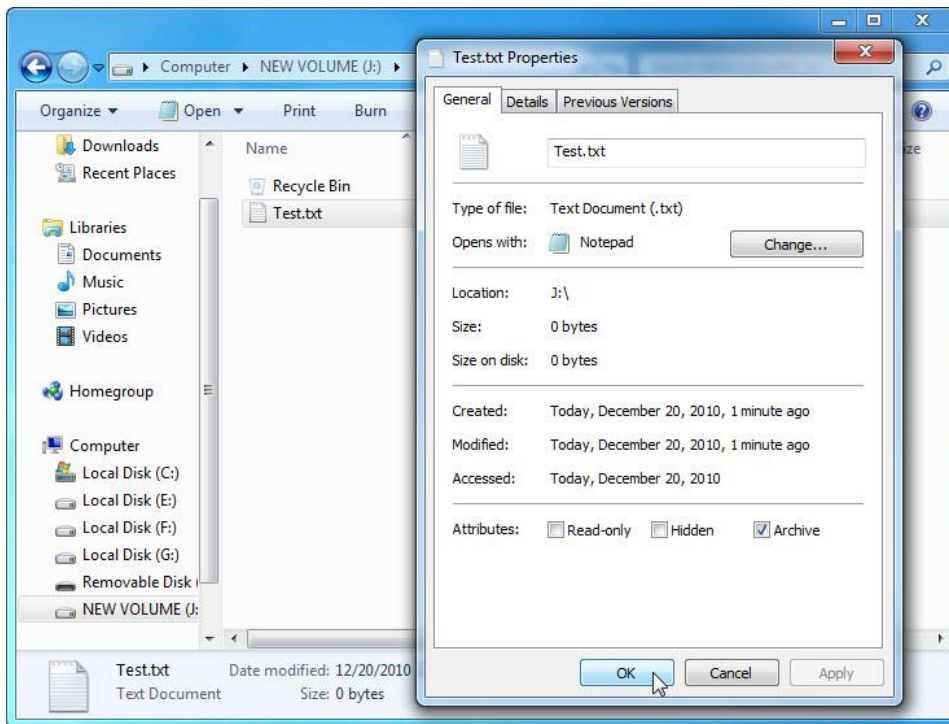 Computer ▸ NEW VOLUME (J:) ▸
Organize Open Print Burn
Downloads
Recent Places
Libraries
Documents
Music
Pictures
Videos
Homegroup
Computer
Local Disk (C:)
Local Disk (E:)
Local Disk (F:)
Local Disk (G:)
Removable Disk (
NEW VOLUME (J:
Name
Recycle Bin
Test.txt
ize
Test.txt Date modified: 12/20/2010
Text Document Size: 0 bytes
Test.txt Properties
General Details Previous Versions
Test.txt
Type of file: Text Document (.txt)
Opens with: Notepad Change...
Location: J:\
Size: 0 bytes
Size on disk: 0 bytes
Created: Today, December 20, 2010, 1 minute ago
Modified: Today, December 20, 2010, 1 minute ago
Accessed: Today, December 20, 2010
Attributes: Read-only Hidden Archive
OK Cancel Apply